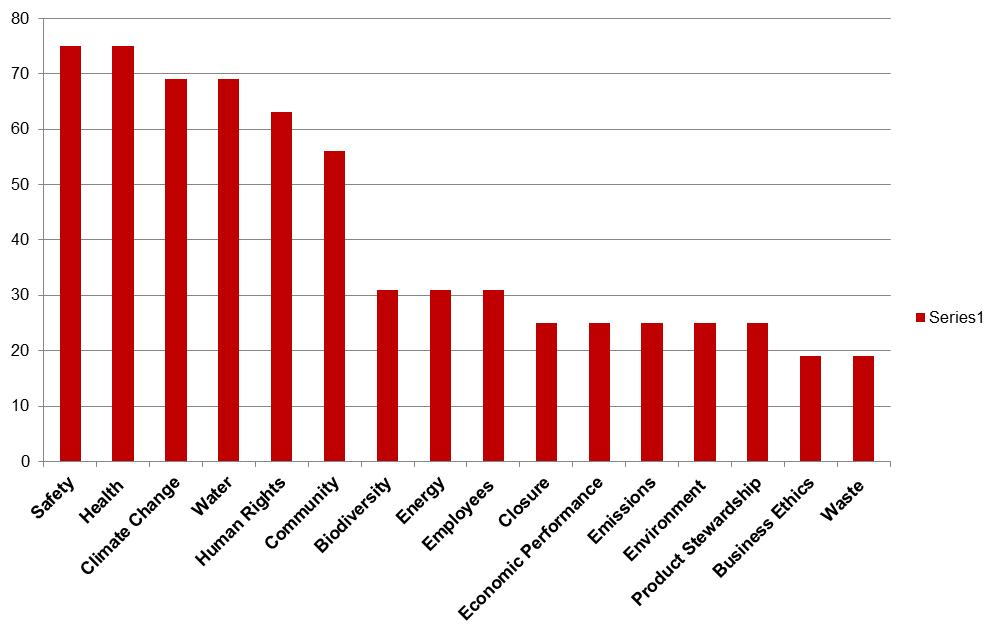 80
70
60
50
40
30
20
10
0
Safety
Health
Climate Change
Water
Human Rights
Community
Biodiversity
Energy
Employees
Closure
Economic Performance
Emissions
Environment
Product Stewardship
Business Ethics
Waste
Series1